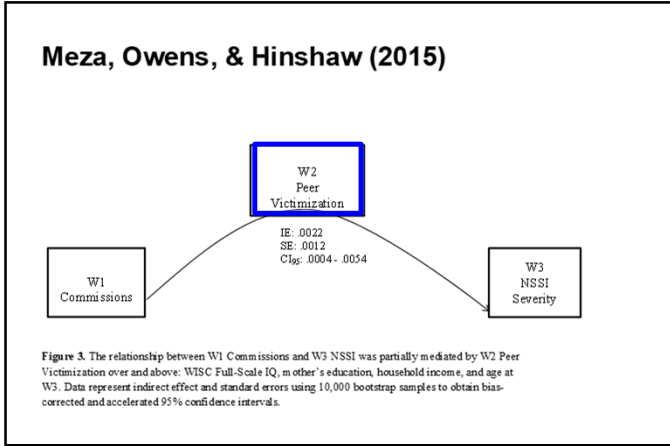 Meza, Owens, & Hinshaw (2015)
W2
Peer
Victimization
IE: .0022
SE: .0012
CI95: .0004 - .0054
W1
Commissions
W3
NSSI
Severity
Figure 3. The relationship between W1 Commissions and W3 NSSI was partially mediated by W2 Peer
Victimization over and above: WISC Full-Scale IQ, mother's education, household income, and age at
W3. Data represent indirect effect and standard errors using 10,000 bootstrap samples to obtain bias-
corrected and accelerated 95% confidence intervals.